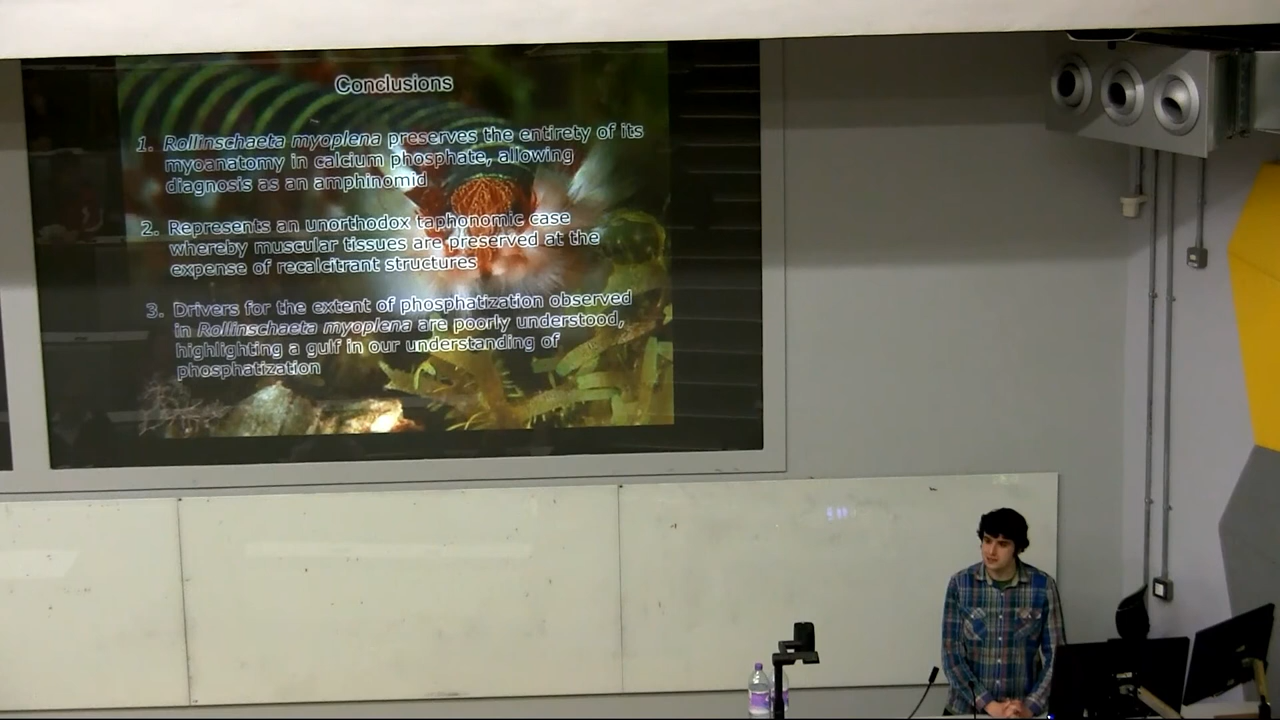 Conclusions
1. Rollinschaeta myoplena preserves the entirety of its
myoanatomy in calcium phosphate, allowing
diagnosis as an amphinomid
2. Represents an unorthodox taphonomic case
whereby muscular tissues are preserved at the
expense of recalcitrant structures
3. Drivers for the extent of phosphatization observed
in Rollinschaeta myoplena are poorly understood,
highlighting a gulf in our understanding of
phosphatization